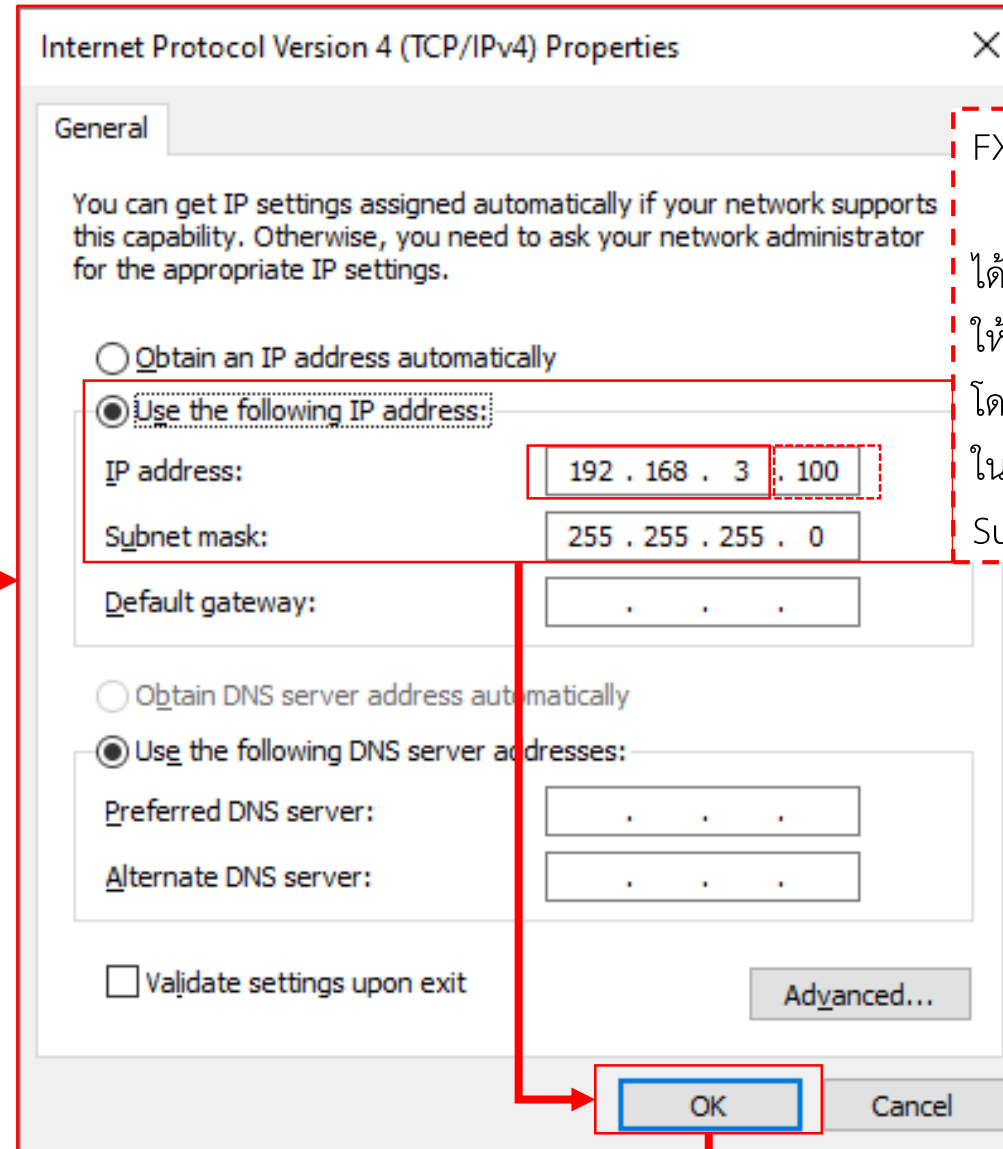 Internet Protocol Version 4 (TCP/IPv4) Properties
General
You can get IP settings assigned automatically if your network supports
this capability. Otherwise, you need to ask your network administrator
for the appropriate IP settings.
Obtain an IP address automatically
Use the following IP address:
IP address: 192 . 168 . 3 . 100
Subnet mask: 255 . 255 . 255 . 0
Default gateway: . . .
Obtain DNS server address automatically
Use the following DNS server addresses:
Preferred DNS server: . . .
Alternate DNS server: . . .
Validate settings upon exit
Advanced...
OK Cancel